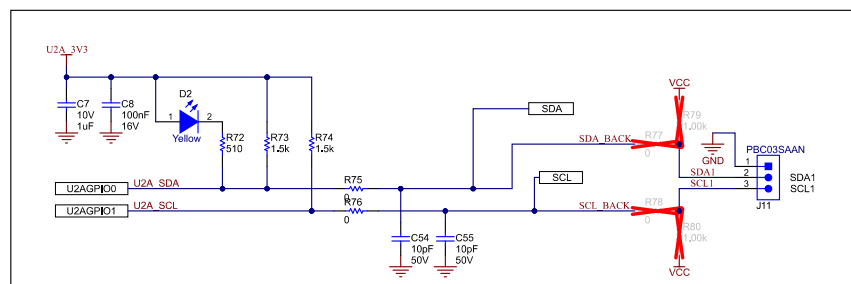 U2A_3V3
C7
10V
1uF
C8
100nF
16V
D2
1
2
Yellow
R72
510
R73
1.5k
R74
1.5k
SDA
SCL
VCC
R79
1.00k
R77
0
SDA_BACK
GND
PBC03SAAN
1
SDA1
2
SDA1
SCL1
3
SCL1
J11
U2AGPIO0
U2A_SDA
R75
0
U2AGPIO1
U2A_SCL
R76
0
C54
10pF
50V
C55
10pF
50V
SCL_BACK
R78
0
R80
1.00k
VCC